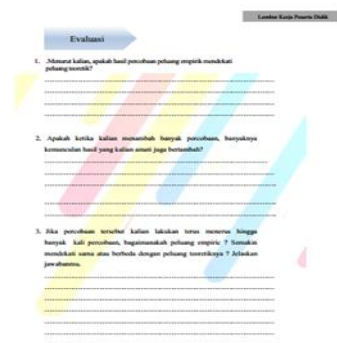 Lembar Kerja Peserta Didik
Evaluasi
1. .Menurut kalian, apakah hasil percobaan peluang empirik mendekati
peluang teoretik?
2. Apakah ketika kalian menambah banyak percobaan, banyaknya
kemunculan hasil yang kalian amati juga bertambah?
3. Jika percobaan tersebut kalian lakukan terus menerus hingga
banyak kali percobaan, bagaimanakah peluang empiric ? Semakin
mendekati sama atau berbeda dengan peluang teoretiknya ? Jelaskan
jawabanmu.